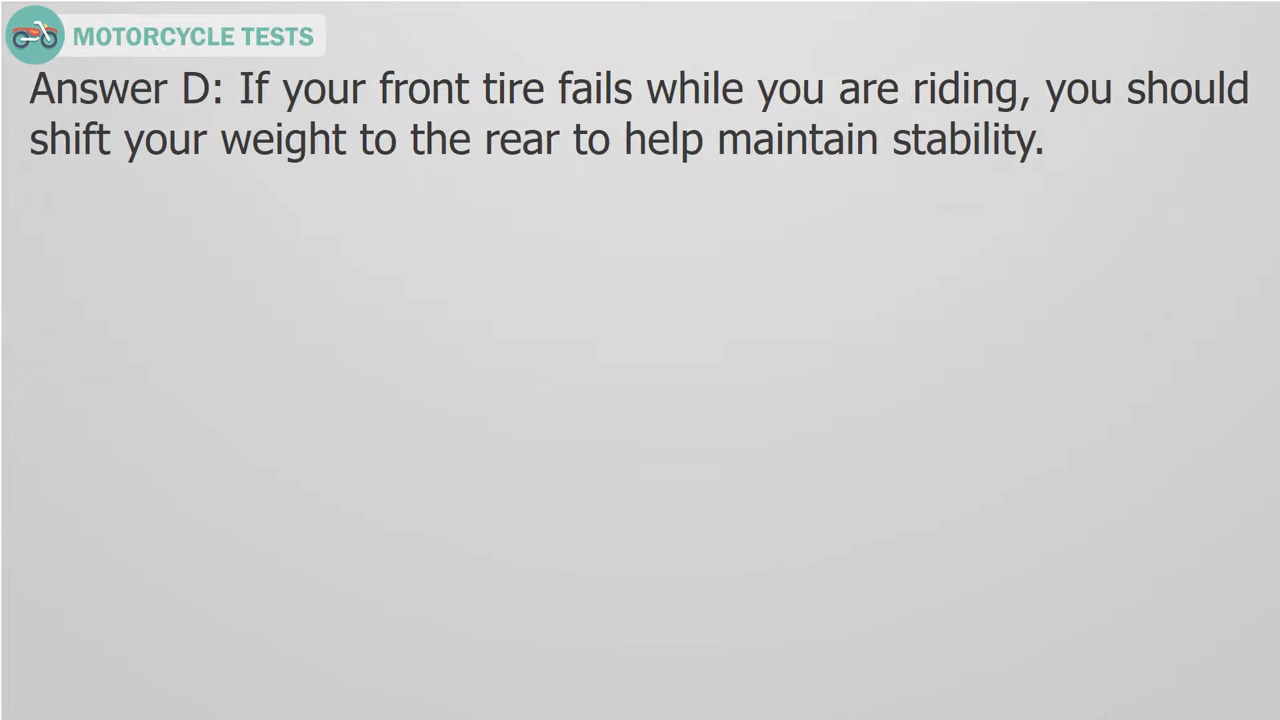 MOTORCYCLE TESTS
Answer D: If your front tire fails while you are riding, you should
shift your weight to the rear to help maintain stability.